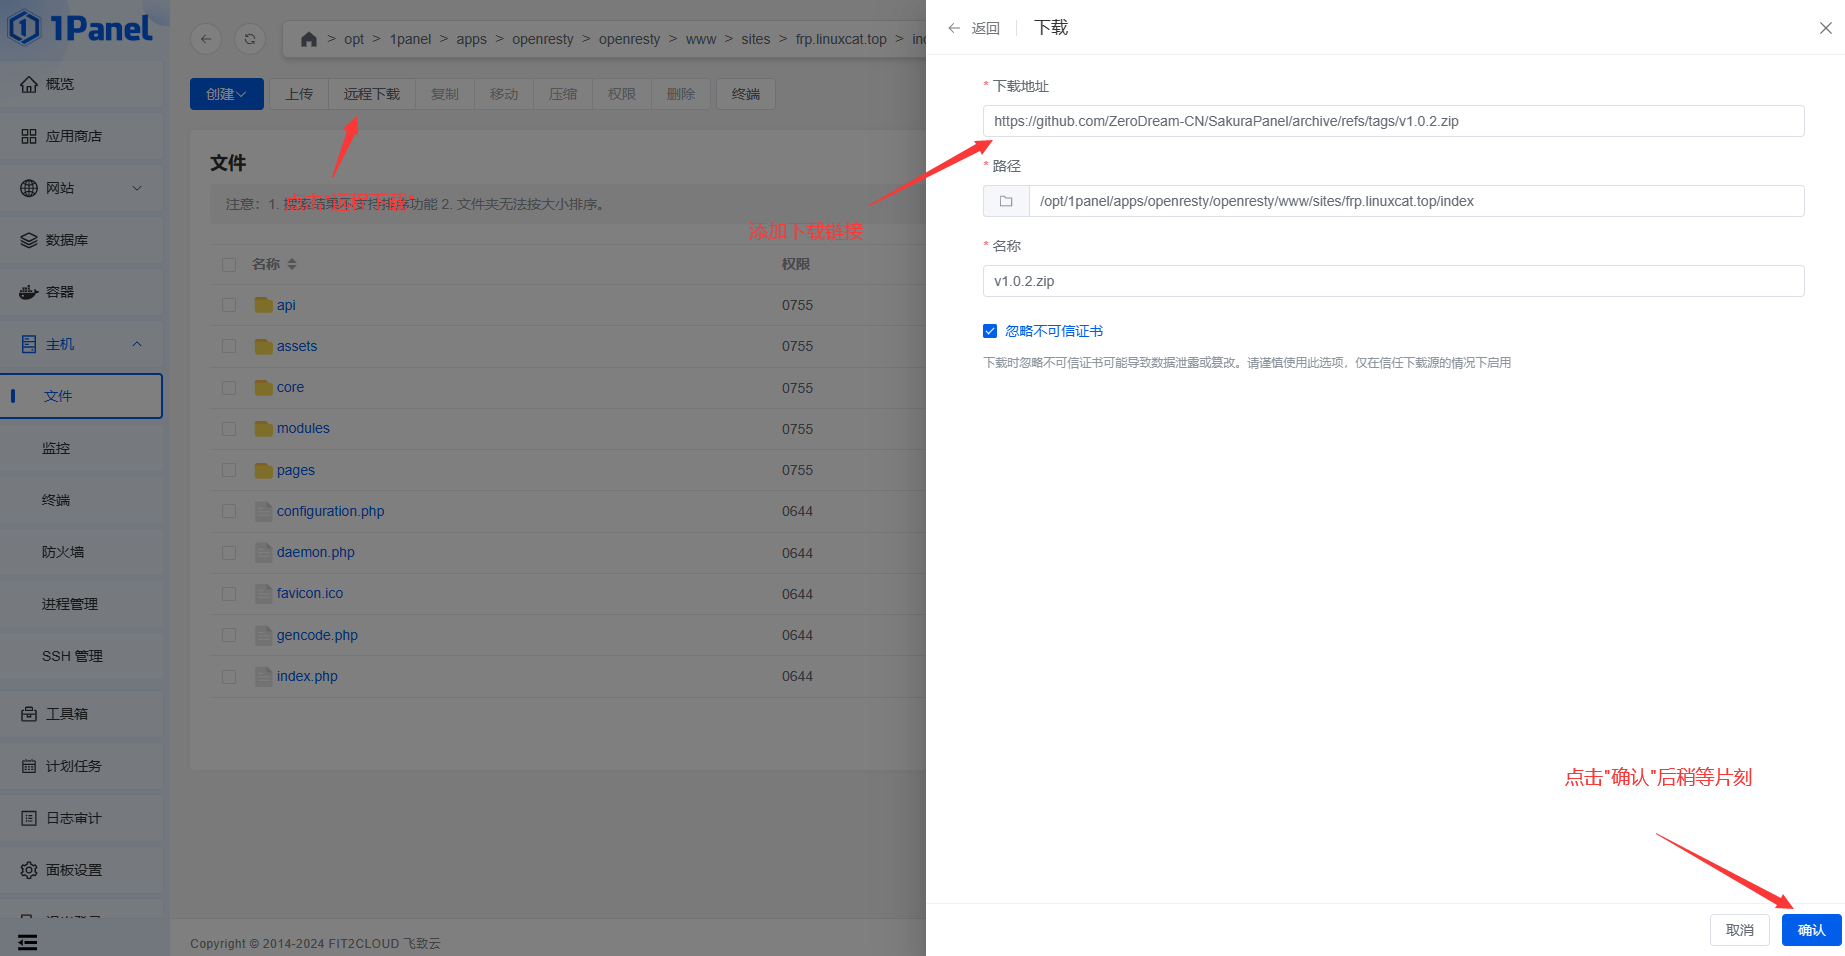 1Panel
概览
应用商店
网站
数据库
容器
主机
文件
监控
终端
防火墙
进程管理
SSH 管理
工具箱
计划任务
日志审计
面板设置
> opt > 1panel > apps > openresty > openresty > www > sites > frp.linuxcat.top >
创建 上传 远程下载 复制 移动 压缩 权限 删除 终端
文件
注意：1. 搜索结果不支持排序功能 2. 文件夹无法按大小排序。
名称 权限
api 0755
assets 0755
core 0755
modules 0755
pages 0755
configuration.php 0644
daemon.php 0644
favicon.ico 0644
gencode.php 0644
index.php 0644
Copyright © 2014-2024 FIT2CLOUD 飞致云
添加下载链接
返回 下载
* 下载地址
https://github.com/ZeroDream-CN/SakuraPanel/archive/refs/tags/v1.0.2.zip
* 路径
/opt/1panel/apps/openresty/openresty/www/sites/frp.linuxcat.top/index
* 名称
v1.0.2.zip
忽略不可信证书
下载时忽略不可信证书可能导致数据泄露或篡改。请谨慎使用此选项，仅在信任下载源的情况下启用
点击"确认"后稍等片刻
取消 确认